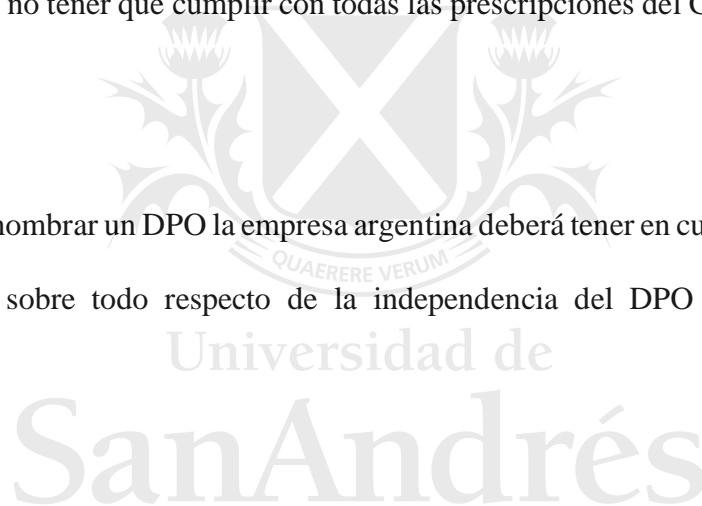 no tener que cumplir con todas las prescripciones del
nombrar un DPO la empresa argentina deberá tener en
QUAERERE VERUM
sobre todo respecto de la independencia del DPO
Universidad de
SanAndrés